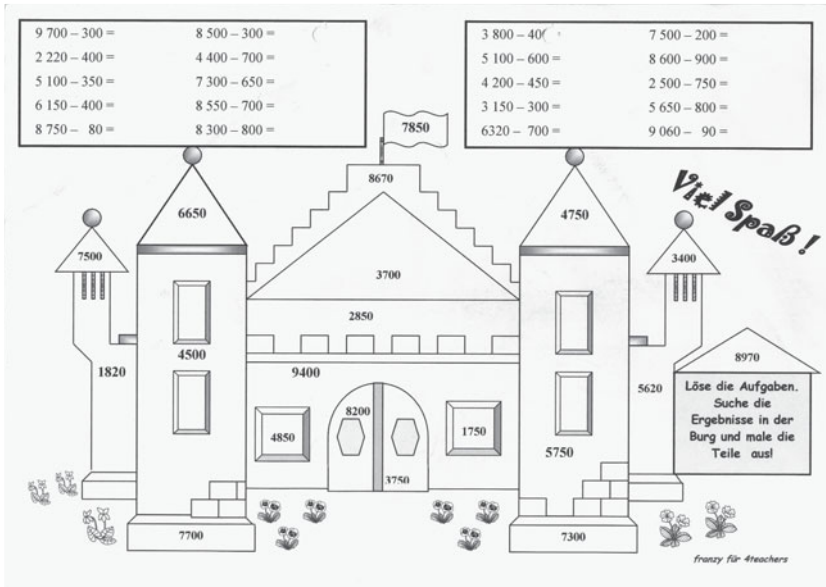 9 700 – 300 = 8 500 – 300 =
2 220 – 400 = 4 400 – 700 =
5 100 – 350 = 7 300 – 650 =
6 150 – 400 = 8 550 – 700 =
8 750 – 80 = 8 300 – 800 =
3 800 – 40 7 500 – 200 =
5 100 – 600 = 8 600 – 900 =
4 200 – 450 = 2 500 – 750 =
3 150 – 300 = 5 650 – 800 =
6320 – 700 = 9 060 – 90 =
7850
8670
6650
4750
Viel Spaß!
7500
3700
3400
2850
1820
4500
9400
8970
5620
Löse die Aufgaben.
Suche die
Ergebnisse in der
Burg und male die
Teile aus!
8200
4850
1750
5750
3750
7700
7300
franzy für 4teachers